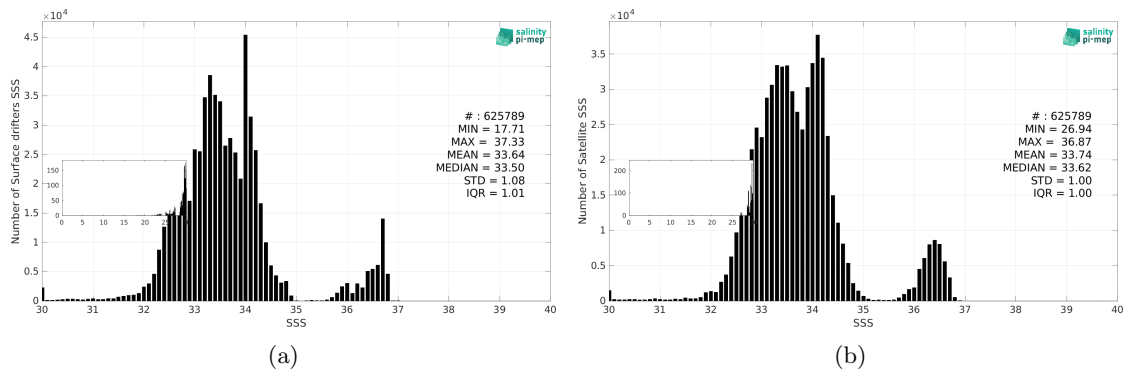 ×10⁴
4.5
4
3.5
3
2.5
2
1.5
1
0.5
0
Number of Surface drifters SSS
150
100
50
0
0 5 10 15 20 25
salinity
pi-mep
# : 625789
MIN = 17.71
MAX = 37.33
MEAN = 33.64
MEDIAN = 33.50
STD = 1.08
IQR = 1.01
30 31 32 33 34 35 36 37 38 39 40
SSS
(a)
×10⁴
3.5
3
2.5
2
1.5
1
0.5
0
Number of Satellite SSS
200
100
0
0 5 10 15 20 25
salinity
pi-mep
# : 625789
MIN = 26.94
MAX = 36.87
MEAN = 33.74
MEDIAN = 33.62
STD = 1.00
IQR = 1.00
30 31 32 33 34 35 36 37 38 39 40
SSS
(b)